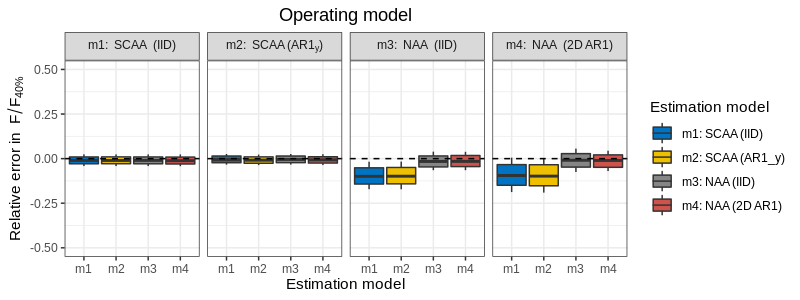 Operating model
m1: SCAA (IID)
m2: SCAA (AR1y)
m3: NAA (IID)
m4: NAA (2D AR1)
Relative error in F/F40%
0.50
0.25
0.00
-0.25
-0.50
m1 m2 m3 m4
m1 m2 m3 m4
m1 m2 m3 m4
m1 m2 m3 m4
Estimation model
Estimation model
m1: SCAA (IID)
m2: SCAA (AR1_y)
m3: NAA (IID)
m4: NAA (2D AR1)